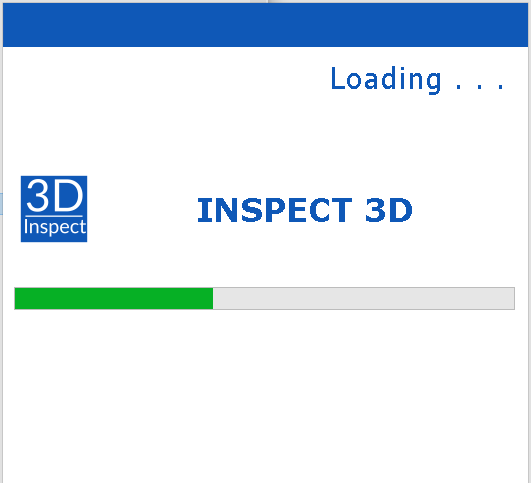 Loading . . .
3D
Inspect
INSPECT 3D